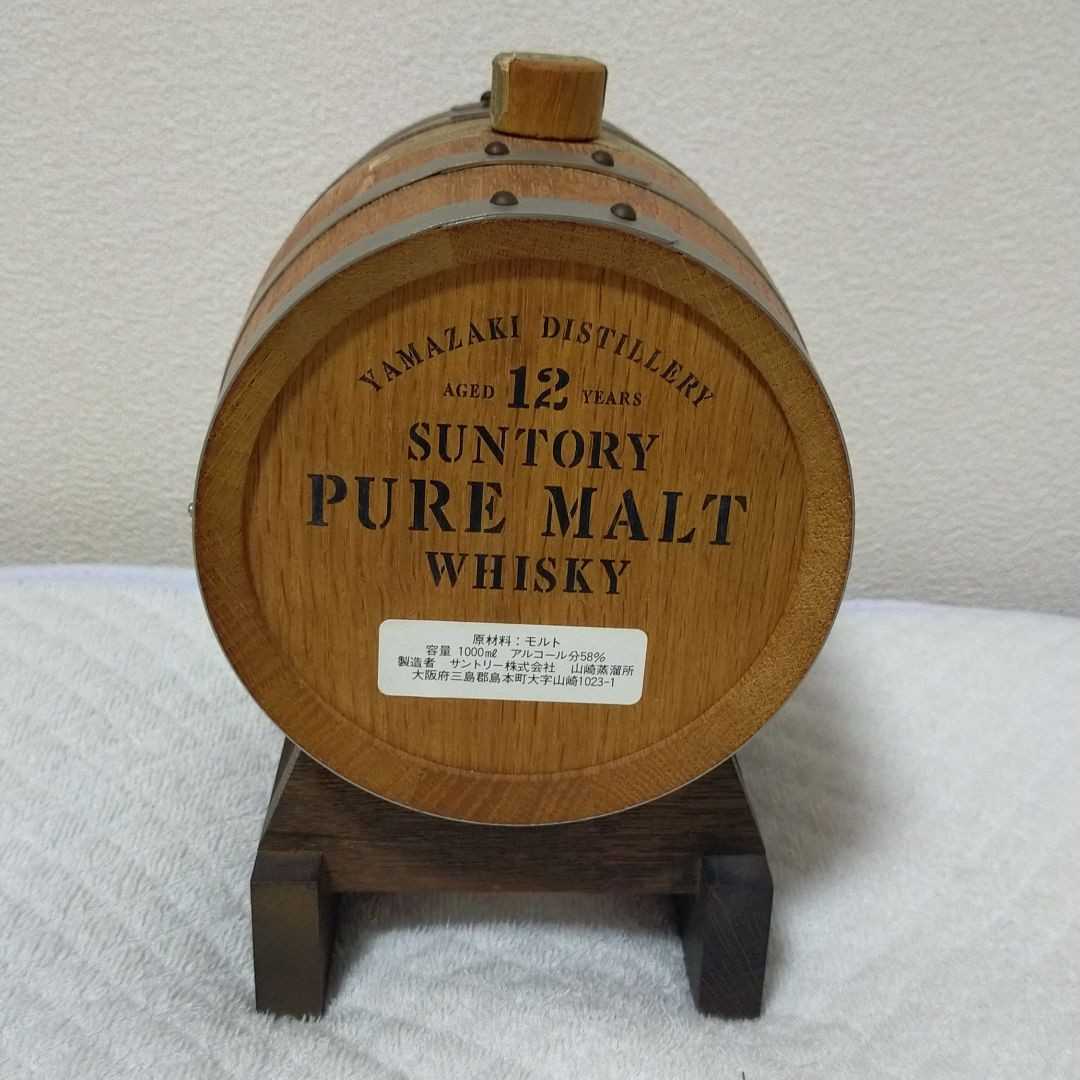 YAMAZAKI DISTILLERY
AGED 12 YEARS
SUNTORY
PURE MALT
WHISKY
原材料:モルト
容量 1000㎖ アルコール分58%
製造者 サントリー株式会社 山崎蒸溜所
大阪府三島郡島本町大字山崎1023-1